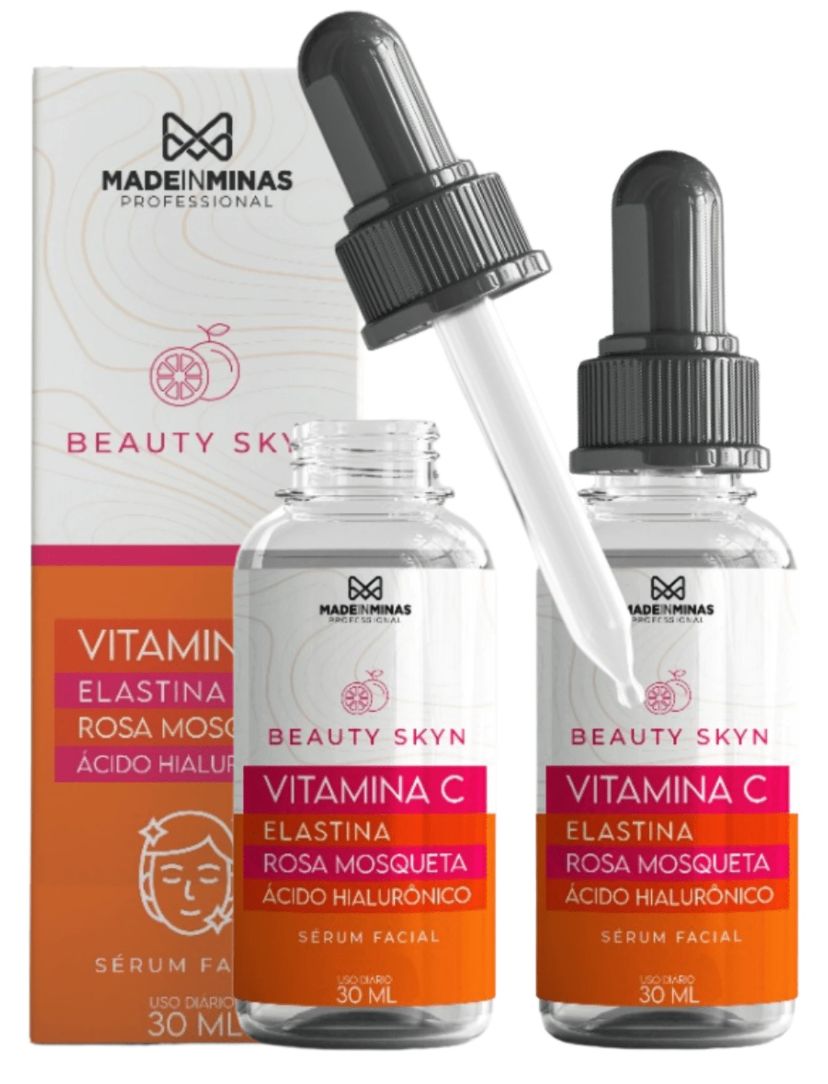 MADEINMINAS
PROFESSIONAL
BEAUTY SKY
VITAMIN
ELASTINA
ROSA MOSQ
ÁCIDO HIALUR
SÉRUM FA
USO DIÁRIO
30 ML
MADEINMINAS
PROFESSIONAL
BEAUTY SKYN
VITAMINA C
ELASTINA
ROSA MOSQUETA
ÁCIDO HIALURÔNICO
SÉRUM FACIAL
USO DIÁRIO
30 ML
MADEINMINAS
PROFESSIONAL
BEAUTY SKYN
VITAMINA C
ELASTINA
ROSA MOSQUETA
ÁCIDO HIALURÔNICO
SÉRUM FACIAL
USO DIÁRIO
30 ML